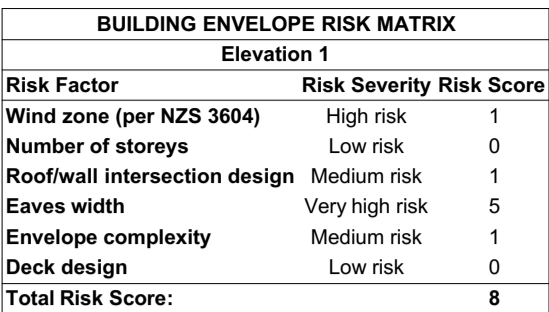 BUILDING ENVELOPE RISK MATRIX
Elevation 1
Risk Factor Risk Severity Risk Score
Wind zone (per NZS 3604) High risk 1
Number of storeys Low risk 0
Roof/wall intersection design Medium risk 1
Eaves width Very high risk 5
Envelope complexity Medium risk 1
Deck design Low risk 0
Total Risk Score: 8